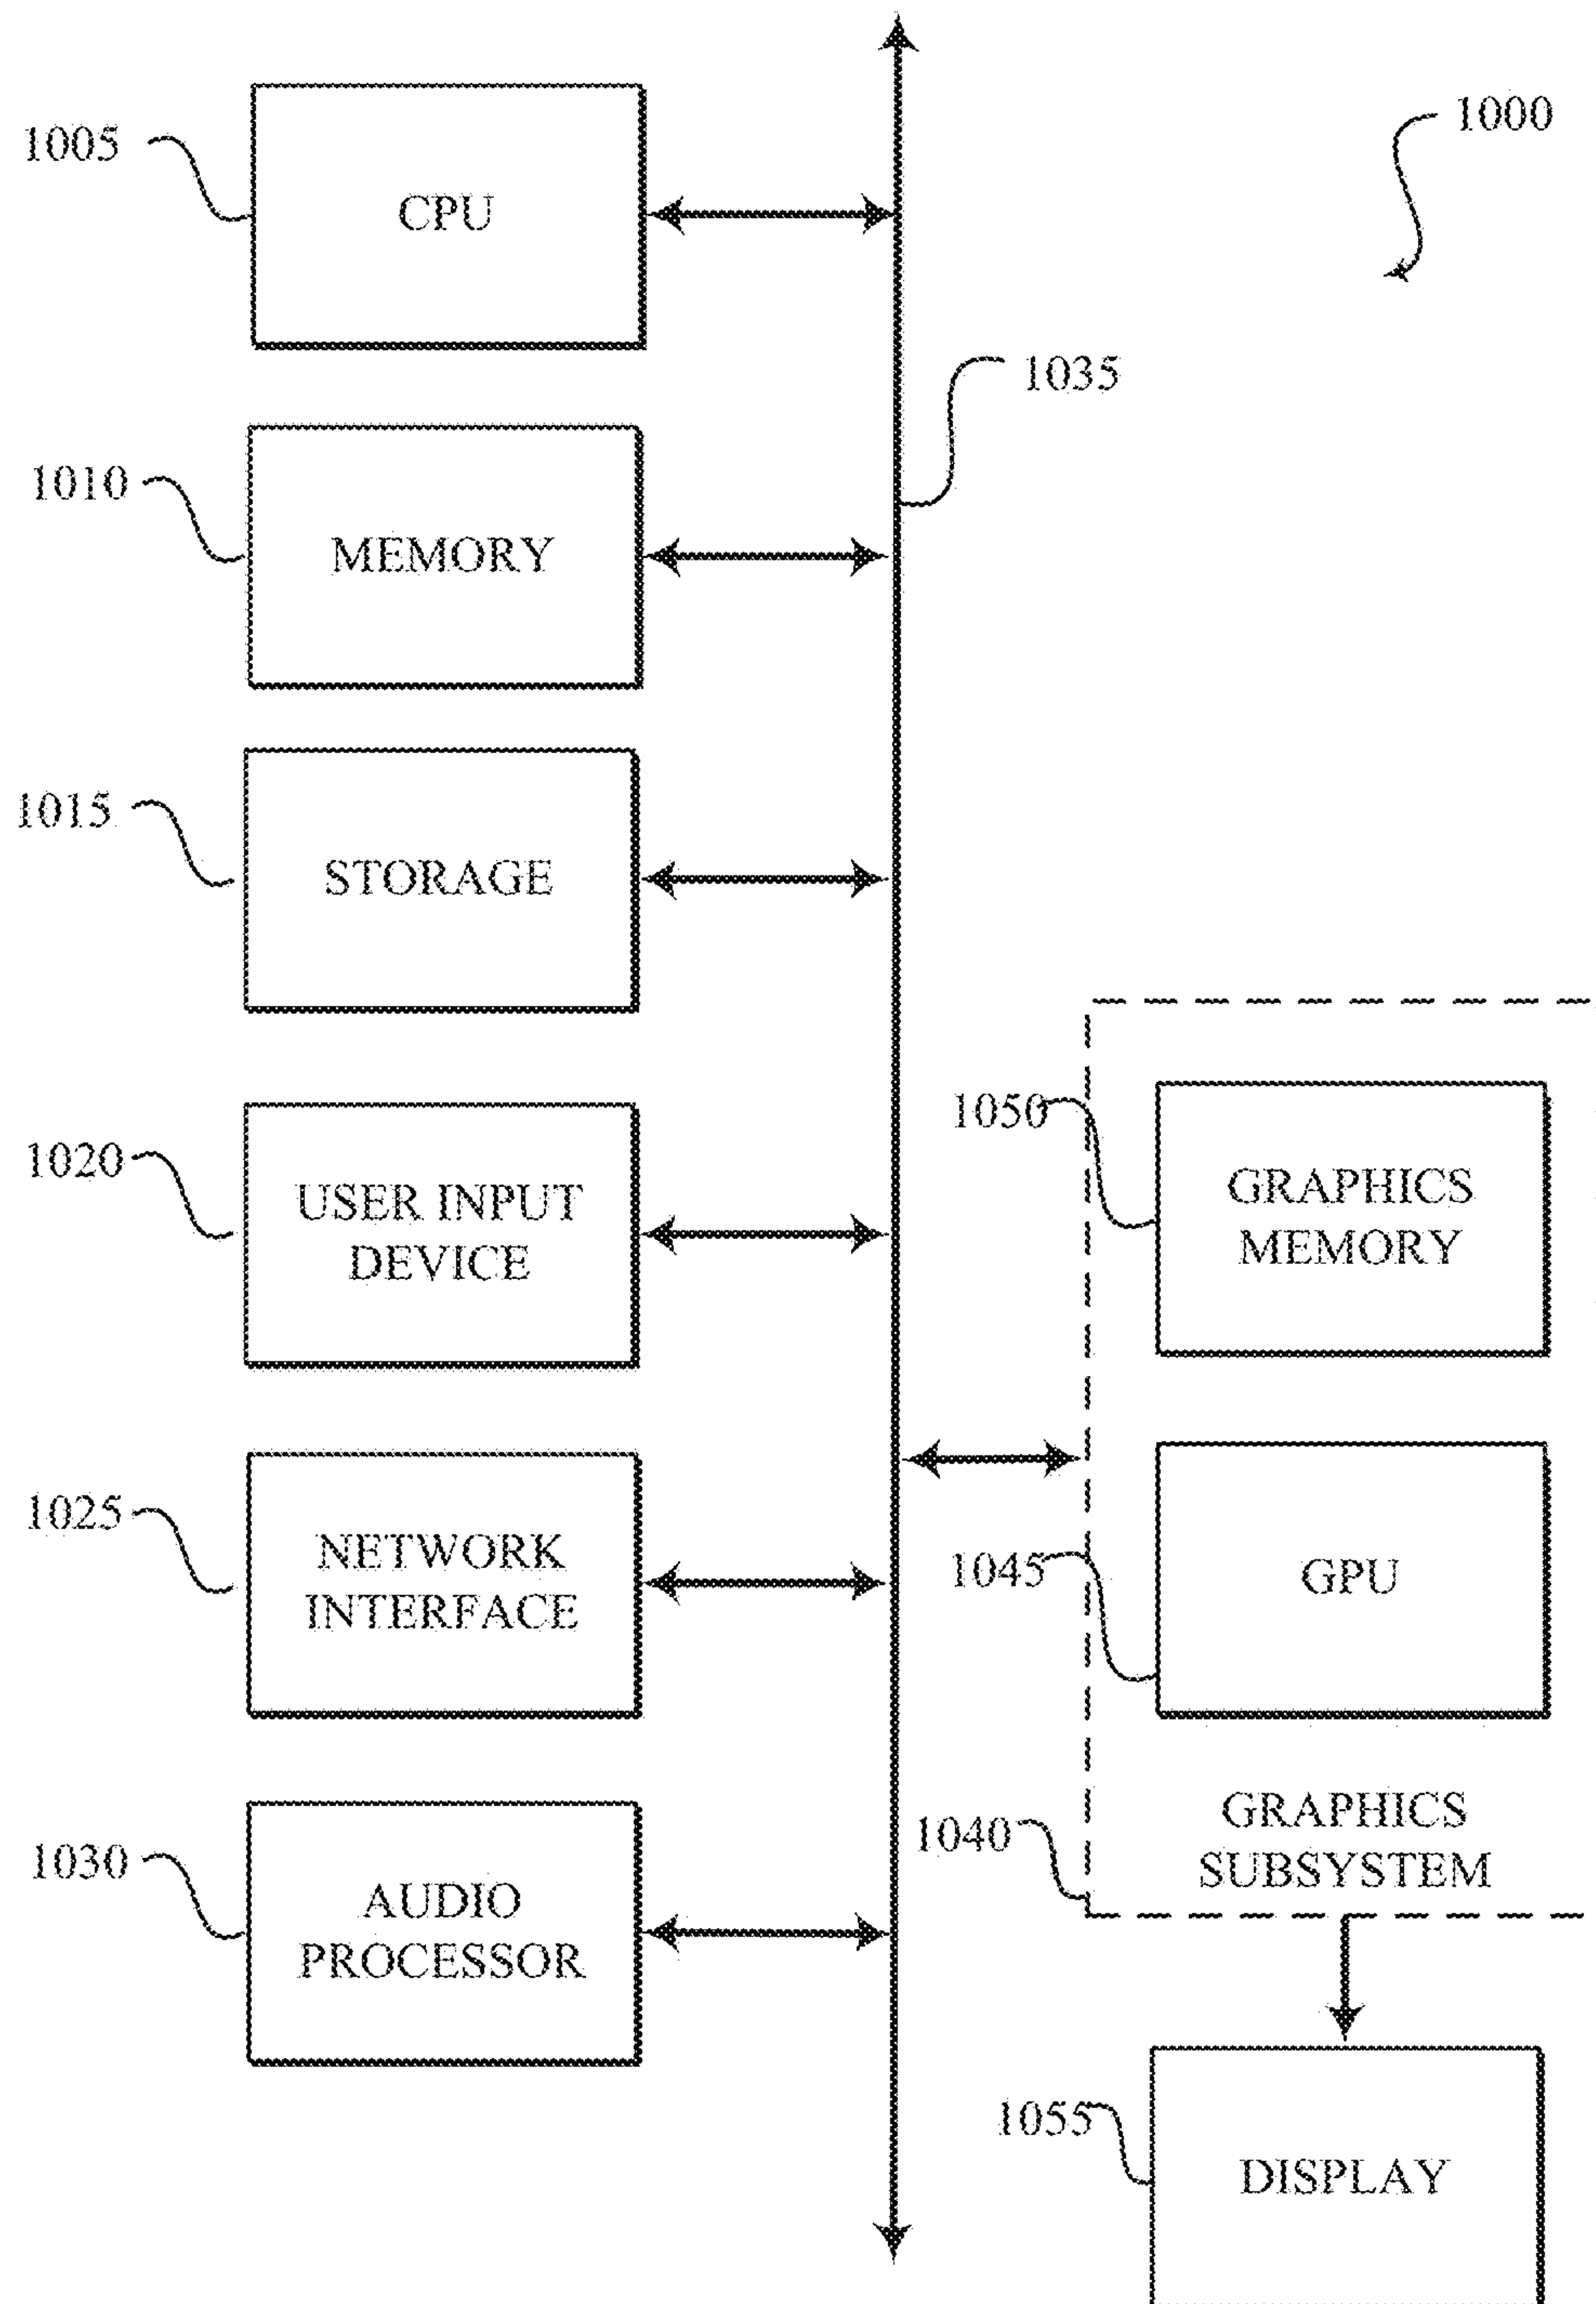 1000
1005
CPU
1035
1010
MEMORY
1015
STORAGE
1050
GRAPHICS
MEMORY
1020
USER INPUT
DEVICE
1025
NETWORK
INTERFACE
1045
GPU
1040
GRAPHICS
SUBSYSTEM
1030
AUDIO
PROCESSOR
1055
DISPLAY